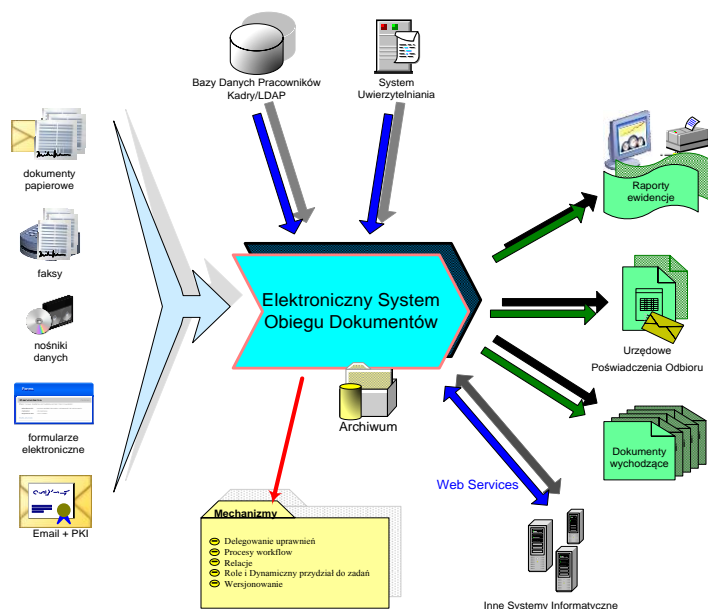 Bazy Danych Pracowników
Kadry/LDAP
System
Uwierzytelniania
dokumenty
papierowe
faksy
nośniki
danych
formularze
elektroniczne
Email + PKI
Elektroniczny System
Obiegu Dokumentów
Archiwum
Raporty
ewidencje
Urzędowe
Poświadczenia Odbioru
Dokumenty
wychodzące
Web Services
Inne Systemy Informatyczne
Mechanizmy
Delegowanie uprawnień
Procesy workflow
Relacje
Role i Dynamiczny przydział do zadań
Wersjonowanie